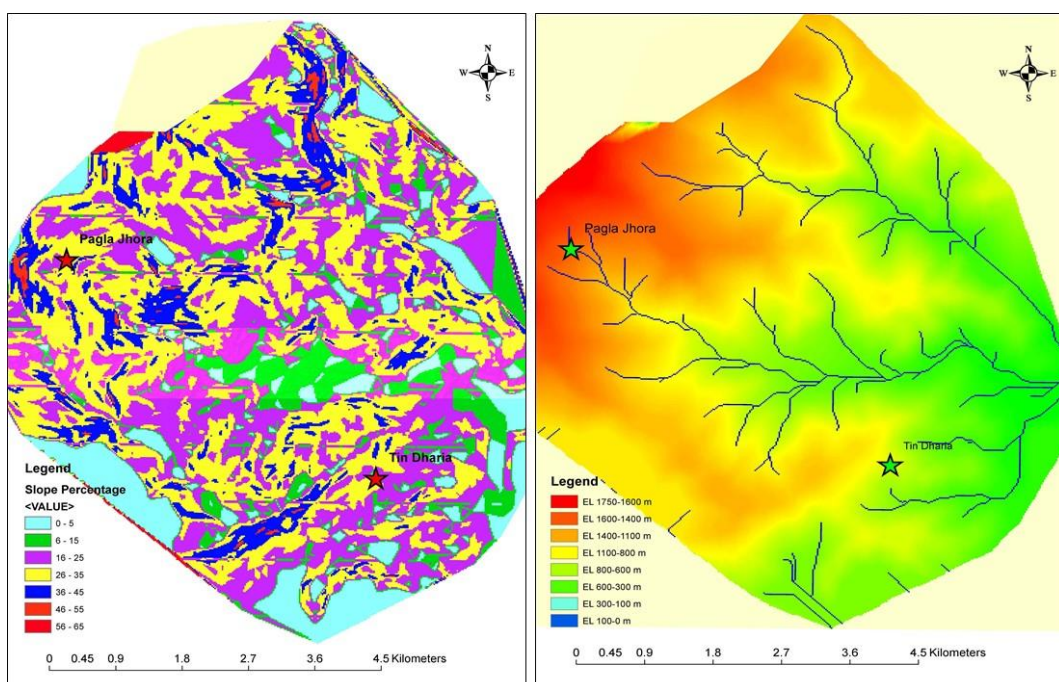 N
W E
S
Pagla Jhora
Tin Dharia
Legend
Slope Percentage
<VALUE>
0 - 5
6 - 15
16 - 25
26 - 35
36 - 45
46 - 55
56 - 65
0 0.45 0.9 1.8 2.7 3.6 4.5 Kilometers
N
W E
S
Pagla Jhora
Tin Dharia
Legend
EL 1750-1600 m
EL 1600-1400 m
EL 1400-1100 m
EL 1100-800 m
EL 800-600 m
EL 600-300 m
EL 300-100 m
EL 100-0 m
0 0.45 0.9 1.8 2.7 3.6 4.5 Kilometers